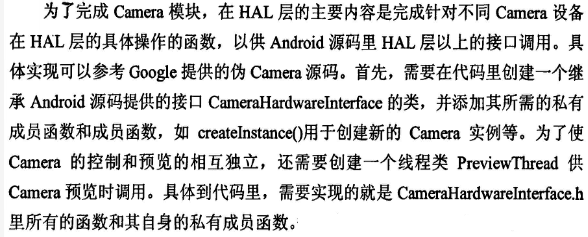 为了完成 Camera 模块，在 HAL 层的主要内容是完成针对不同 Camera 设备
在 HAL 层的具体操作的函数，以供 Android 源码里 HAL 层以上的接口调用。具
体实现可以参考 Google 提供的伪 Camera 源码。首先，需要在代码里创建一个继
承 Android 源码提供的接口 CameraHardwareInterface 的类，并添加其所需的私有
成员函数和成员函数，如 createInstance()用于创建新的 Camera 实例等。为了使
Camera 的控制和预览的相互独立，还需要创建一个线程类 PreviewThread 供
Camera 预览时调用。具体到代码里，需要实现的就是 CameraHardwareInterface.h
里所有的函数和其自身的私有成员函数。